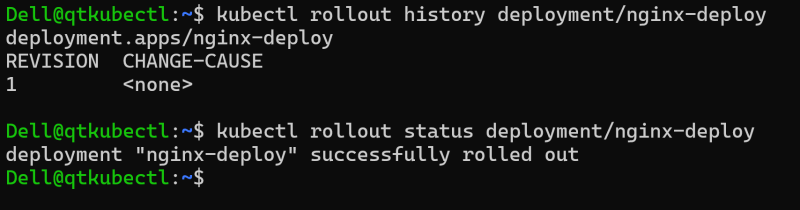 Dell@qtkubectl:~$ kubectl rollout history deployment/nginx-deploy
deployment.apps/nginx-deploy
REVISION  CHANGE-CAUSE
1         <none>
Dell@qtkubectl:~$ kubectl rollout status deployment/nginx-deploy
deployment "nginx-deploy" successfully rolled out
Dell@qtkubectl:~$